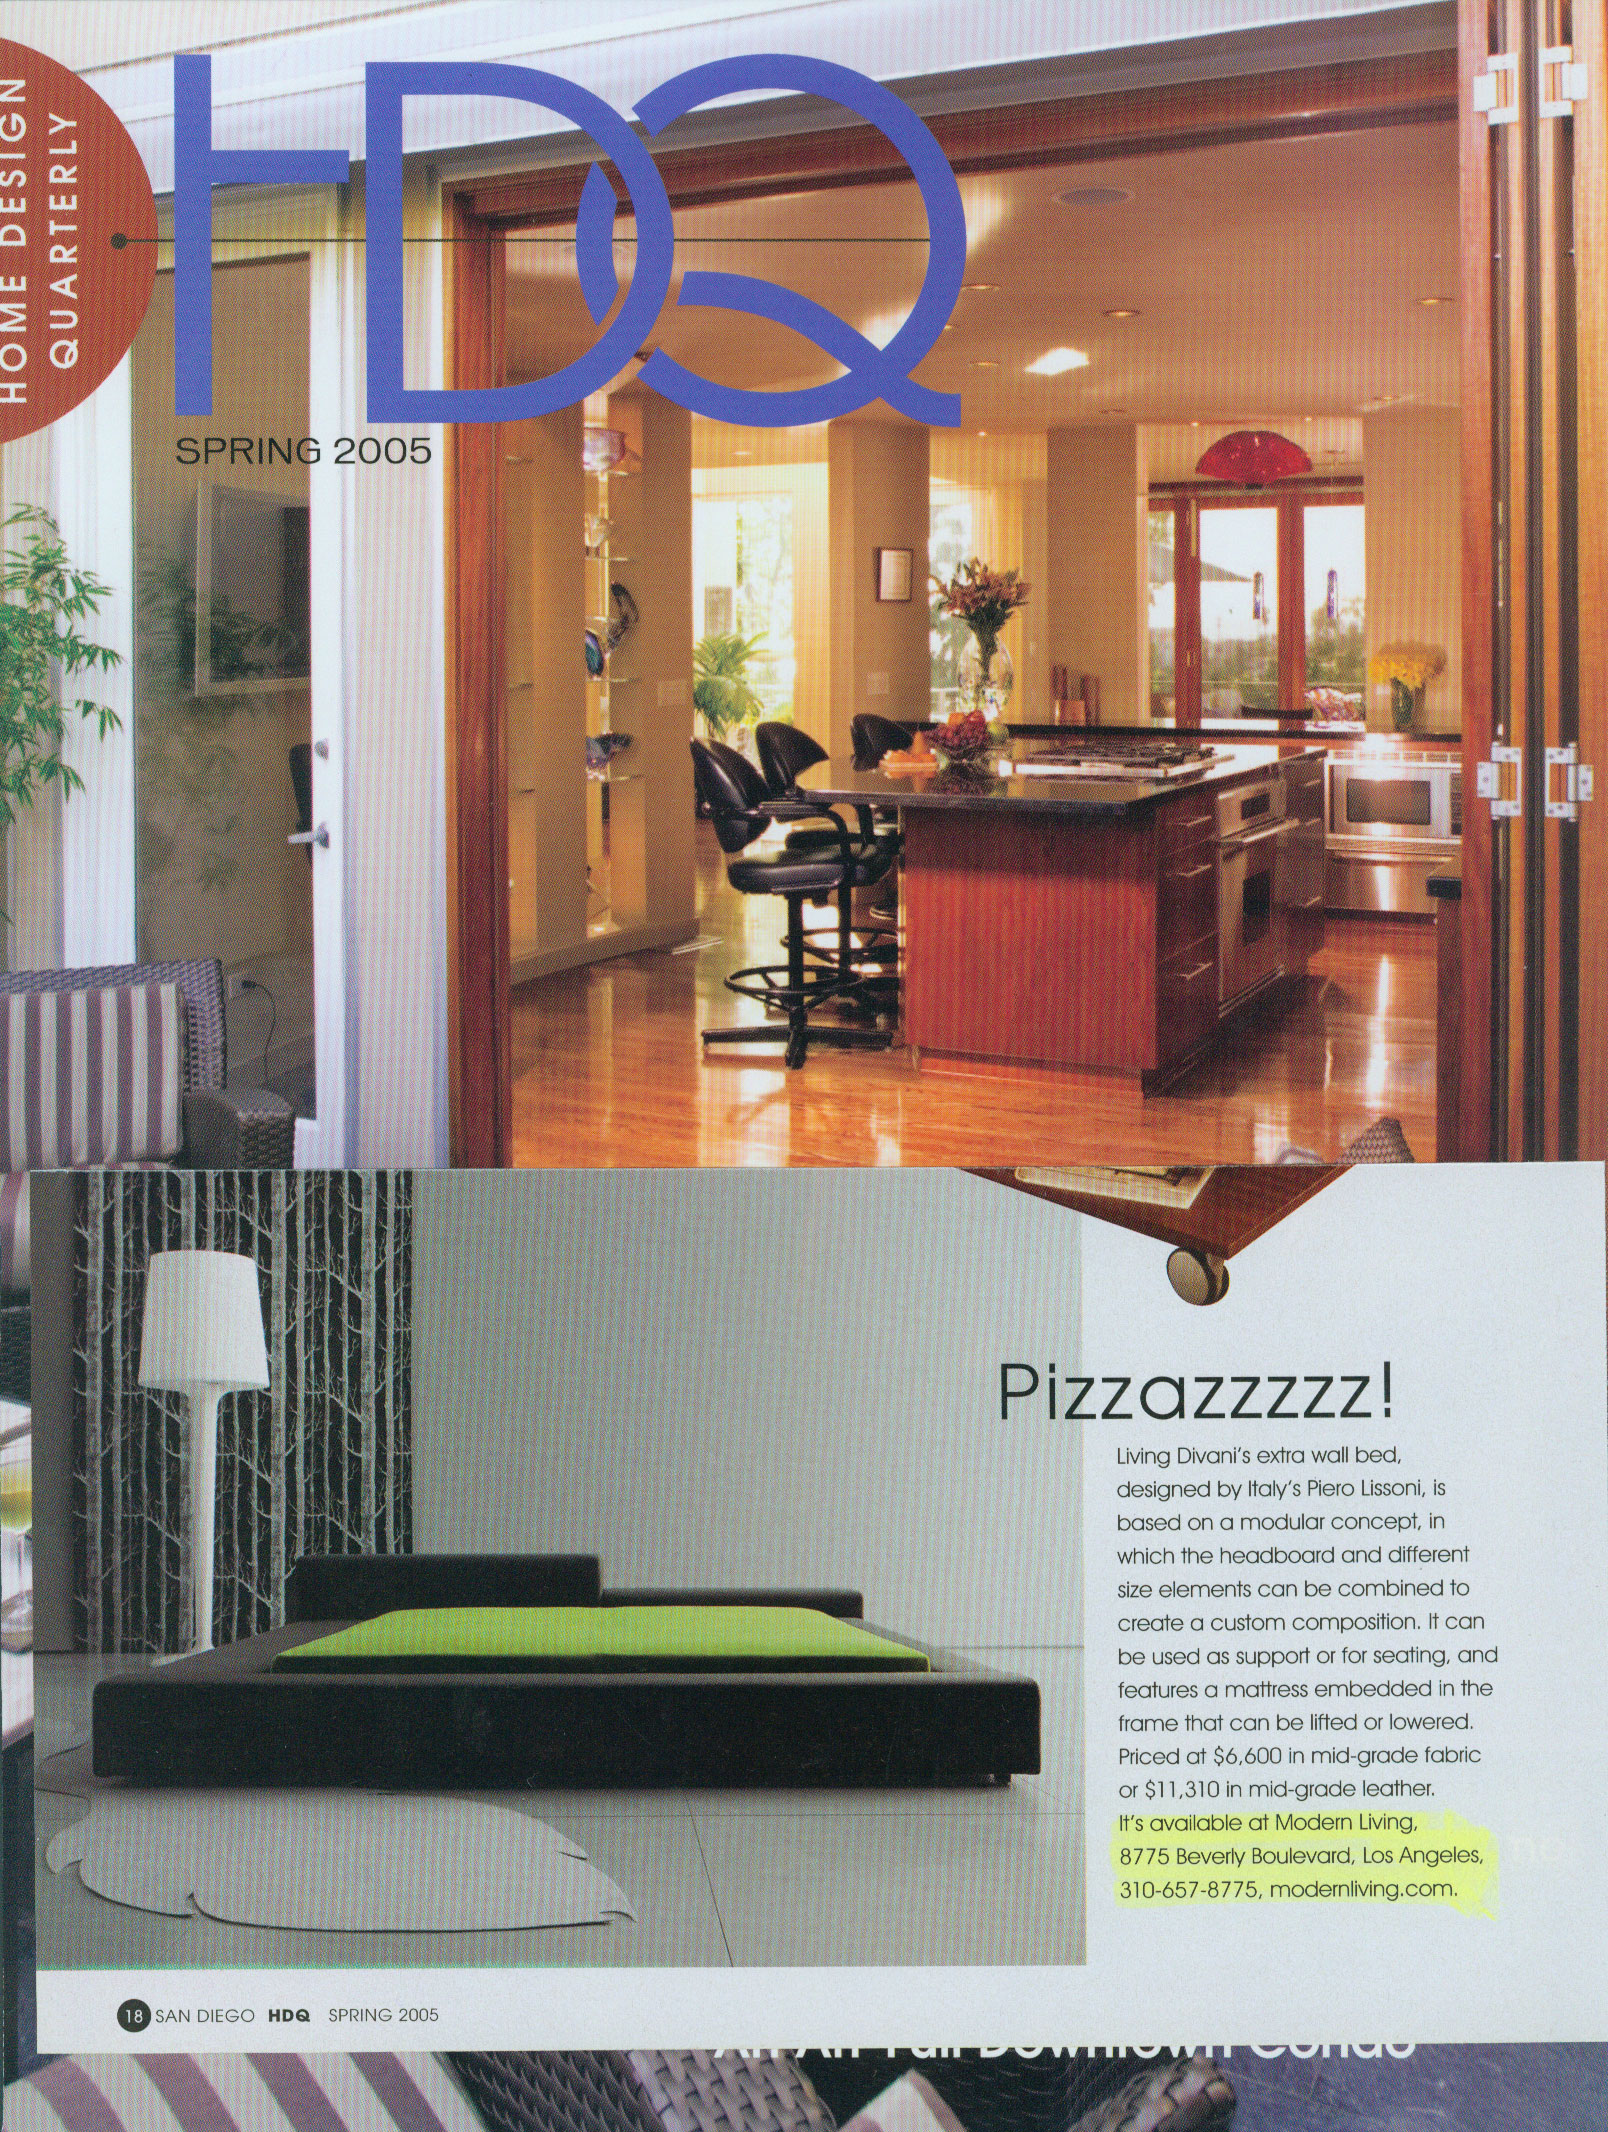 HOME DESIGN
QUARTERLY
HDQ
SPRING 2005
Pizzazzzzz!
Living Divani's extra wall bed,
designed by Italy's Piero Lissoni, is
based on a modular concept, in
which the headboard and different
size elements can be combined to
create a custom composition. It can
be used as support or for seating, and
features a mattress embedded in the
frame that can be lifted or lowered.
Priced at $6,600 in mid-grade fabric
or $11,310 in mid-grade leather.
It's available at Modern Living,
8775 Beverly Boulevard, Los Angeles,
310-657-8775, modernliving.com.
18 SAN DIEGO HDQ SPRING 2005
Downtown Condo